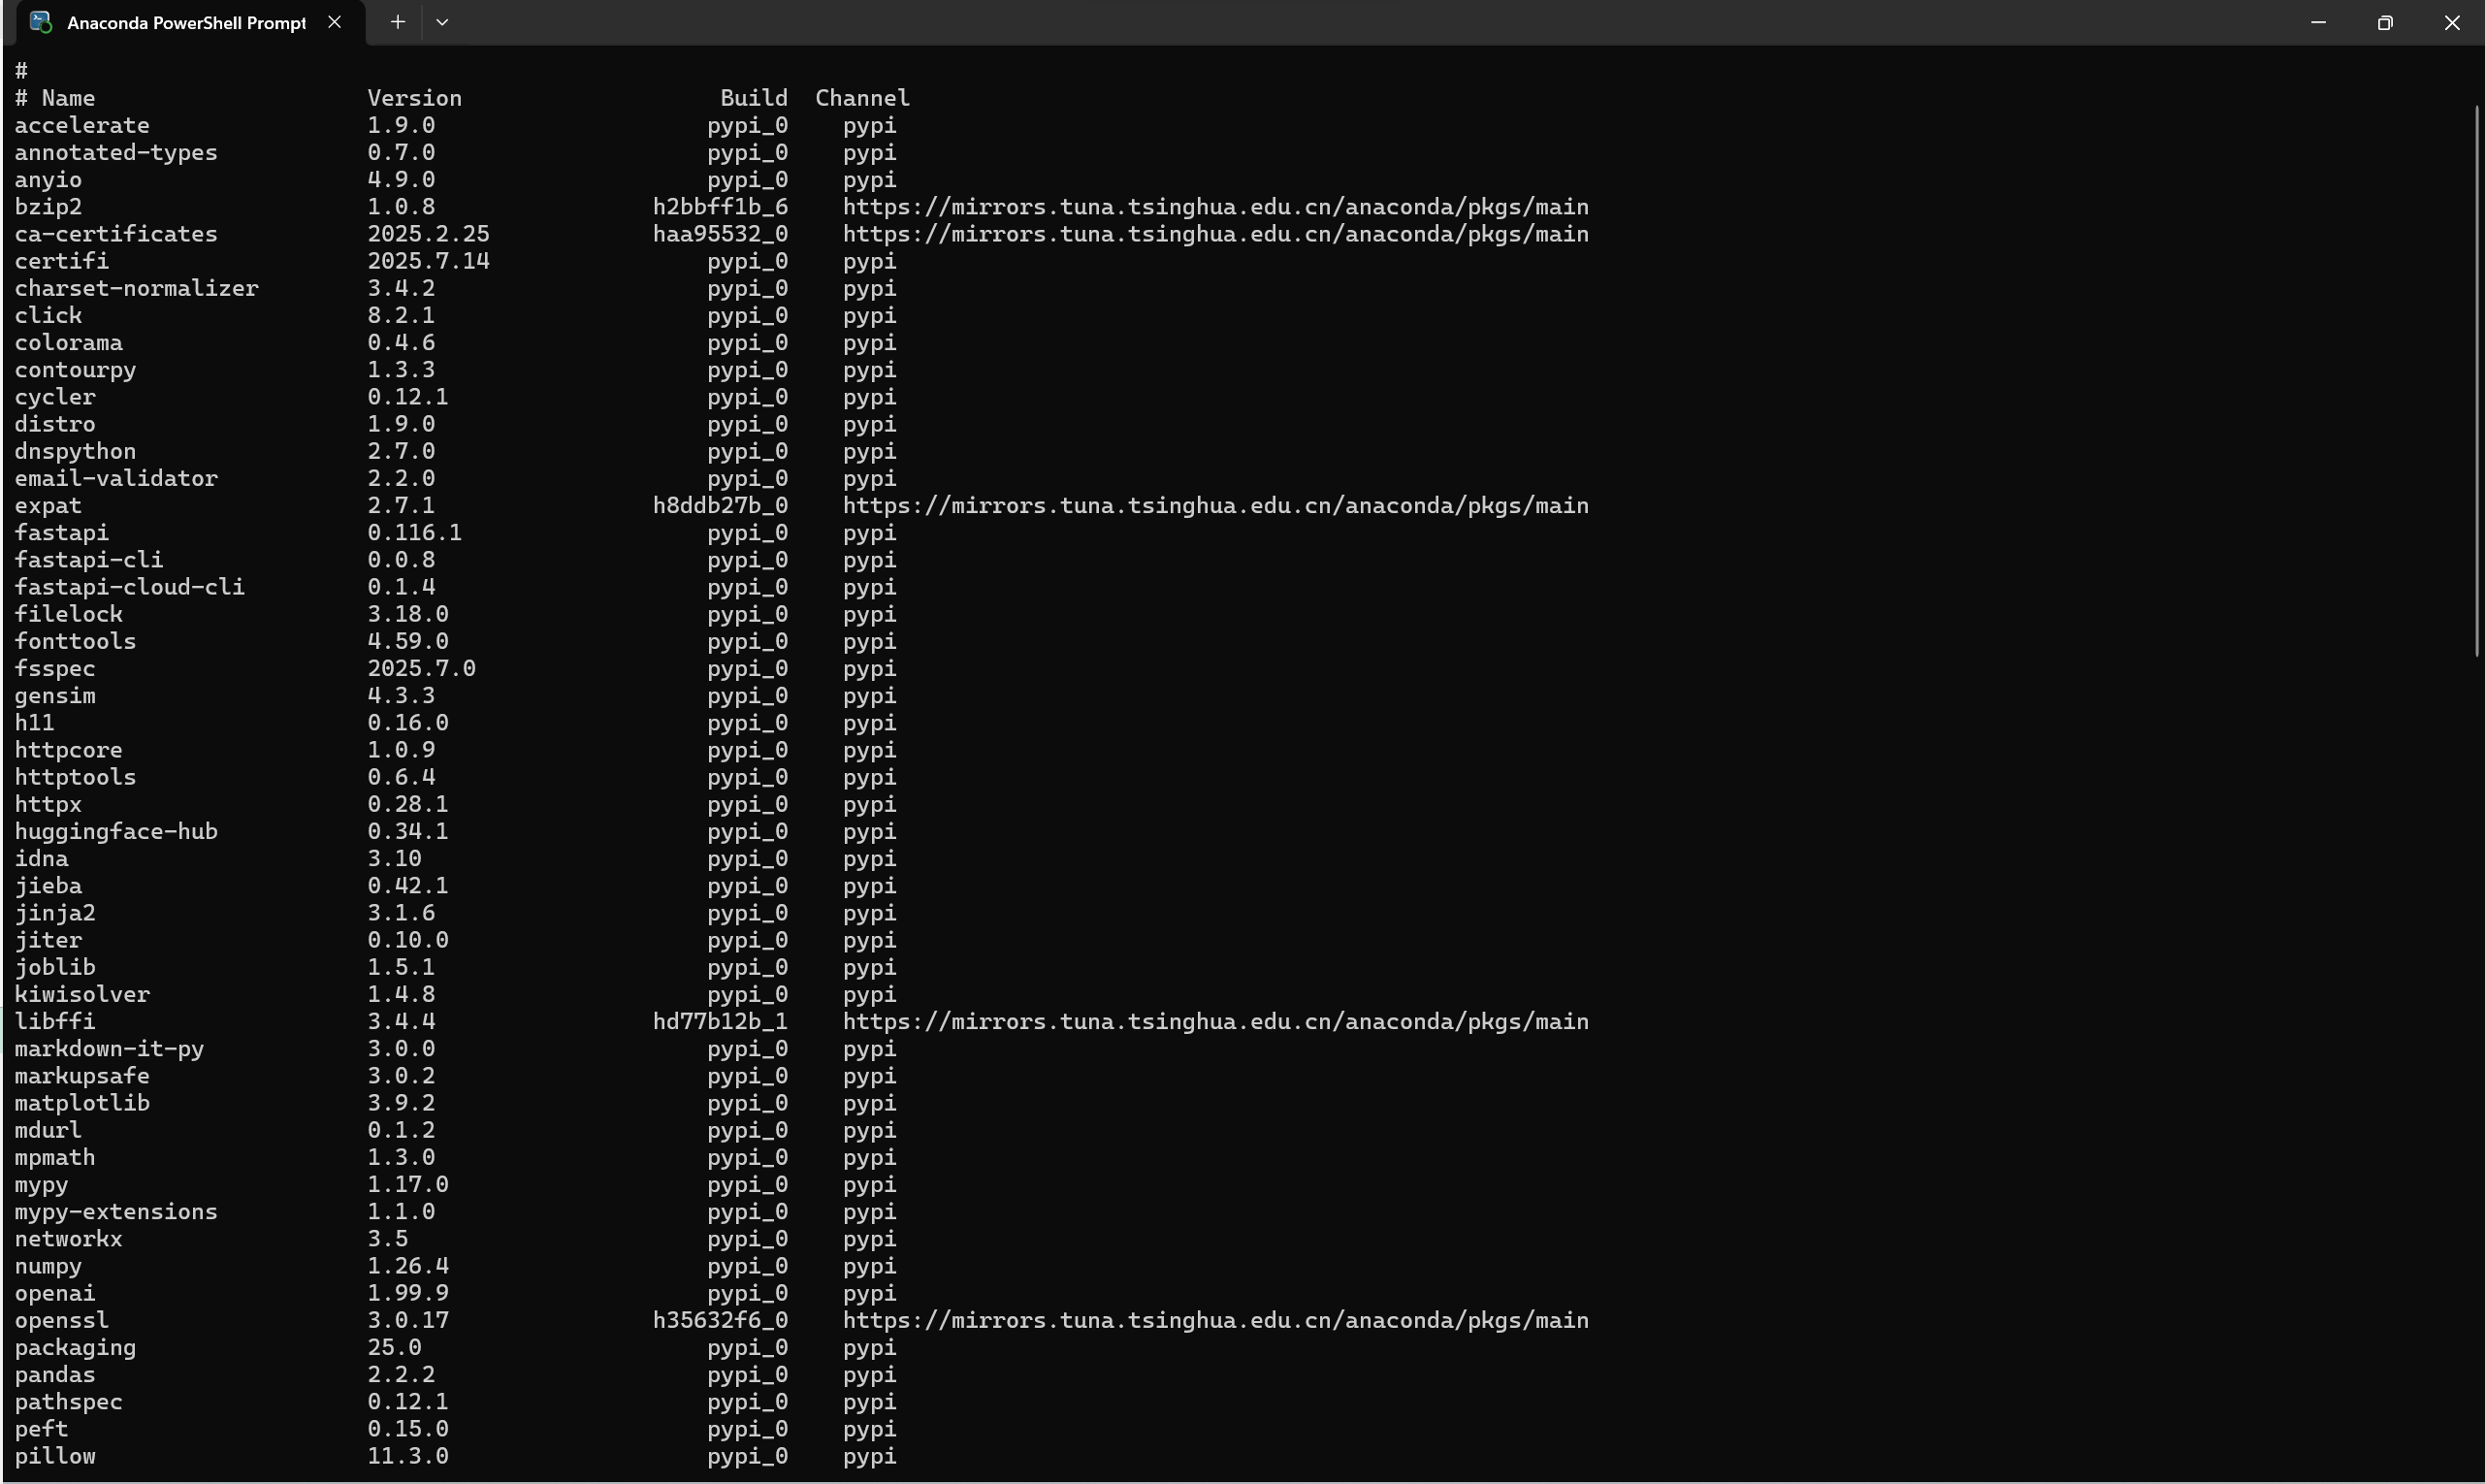 Anaconda PowerShell Prompt
#
# Name Version Build Channel
accelerate 1.9.0 pypi_0 pypi
annotated-types 0.7.0 pypi_0 pypi
anyio 4.9.0 pypi_0 pypi
bzip2 1.0.8 h2bbff1b_6 https://mirrors.tuna.tsinghua.edu.cn/anaconda/pkgs/main
ca-certificates 2025.2.25 haa95532_0 https://mirrors.tuna.tsinghua.edu.cn/anaconda/pkgs/main
certifi 2025.7.14 pypi_0 pypi
charset-normalizer 3.4.2 pypi_0 pypi
click 8.2.1 pypi_0 pypi
colorama 0.4.6 pypi_0 pypi
contourpy 1.3.3 pypi_0 pypi
cycler 0.12.1 pypi_0 pypi
distro 1.9.0 pypi_0 pypi
dnspython 2.7.0 pypi_0 pypi
email-validator 2.2.0 pypi_0 pypi
expat 2.7.1 h8ddb27b_0 https://mirrors.tuna.tsinghua.edu.cn/anaconda/pkgs/main
fastapi 0.116.1 pypi_0 pypi
fastapi-cli 0.0.8 pypi_0 pypi
fastapi-cloud-cli 0.1.4 pypi_0 pypi
filelock 3.18.0 pypi_0 pypi
fonttools 4.59.0 pypi_0 pypi
fsspec 2025.7.0 pypi_0 pypi
gensim 4.3.3 pypi_0 pypi
h11 0.16.0 pypi_0 pypi
httpcore 1.0.9 pypi_0 pypi
httptools 0.6.4 pypi_0 pypi
httpx 0.28.1 pypi_0 pypi
huggingface-hub 0.34.1 pypi_0 pypi
idna 3.10 pypi_0 pypi
jieba 0.42.1 pypi_0 pypi
jinja2 3.1.6 pypi_0 pypi
jiter 0.10.0 pypi_0 pypi
joblib 1.5.1 pypi_0 pypi
kiwisolver 1.4.8 pypi_0 pypi
libffi 3.4.4 hd77b12b_1 https://mirrors.tuna.tsinghua.edu.cn/anaconda/pkgs/main
markdown-it-py 3.0.0 pypi_0 pypi
markupsafe 3.0.2 pypi_0 pypi
matplotlib 3.9.2 pypi_0 pypi
mdurl 0.1.2 pypi_0 pypi
mpmath 1.3.0 pypi_0 pypi
mypy 1.17.0 pypi_0 pypi
mypy-extensions 1.1.0 pypi_0 pypi
networkx 3.5 pypi_0 pypi
numpy 1.26.4 pypi_0 pypi
openai 1.99.9 pypi_0 pypi
openssl 3.0.17 h35632f6_0 https://mirrors.tuna.tsinghua.edu.cn/anaconda/pkgs/main
packaging 25.0 pypi_0 pypi
pandas 2.2.2 pypi_0 pypi
pathspec 0.12.1 pypi_0 pypi
peft 0.15.0 pypi_0 pypi
pillow 11.3.0 pypi_0 pypi